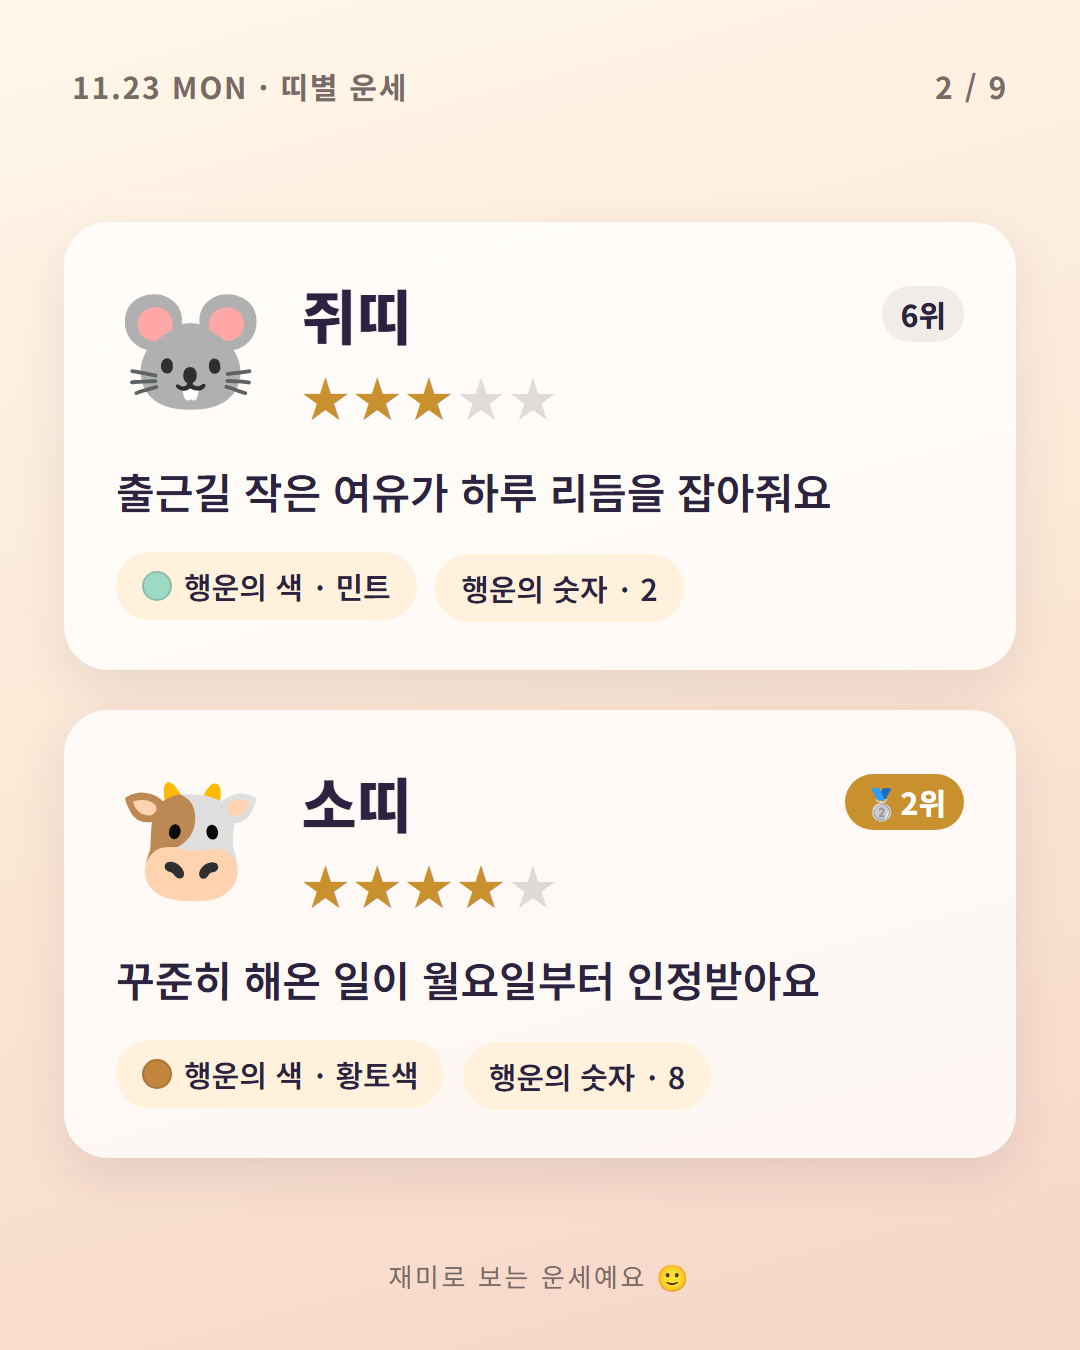 11.23 MON · 띠별 운세
2 / 9
쥐띠
6위
출근길 작은 여유가 하루 리듬을 잡아줘요
행운의 색 · 민트
행운의 숫자 · 2
소띠
🥈2위
꾸준히 해온 일이 월요일부터 인정받아요
행운의 색 · 황토색
행운의 숫자 · 8
재미로 보는 운세예요 🙂